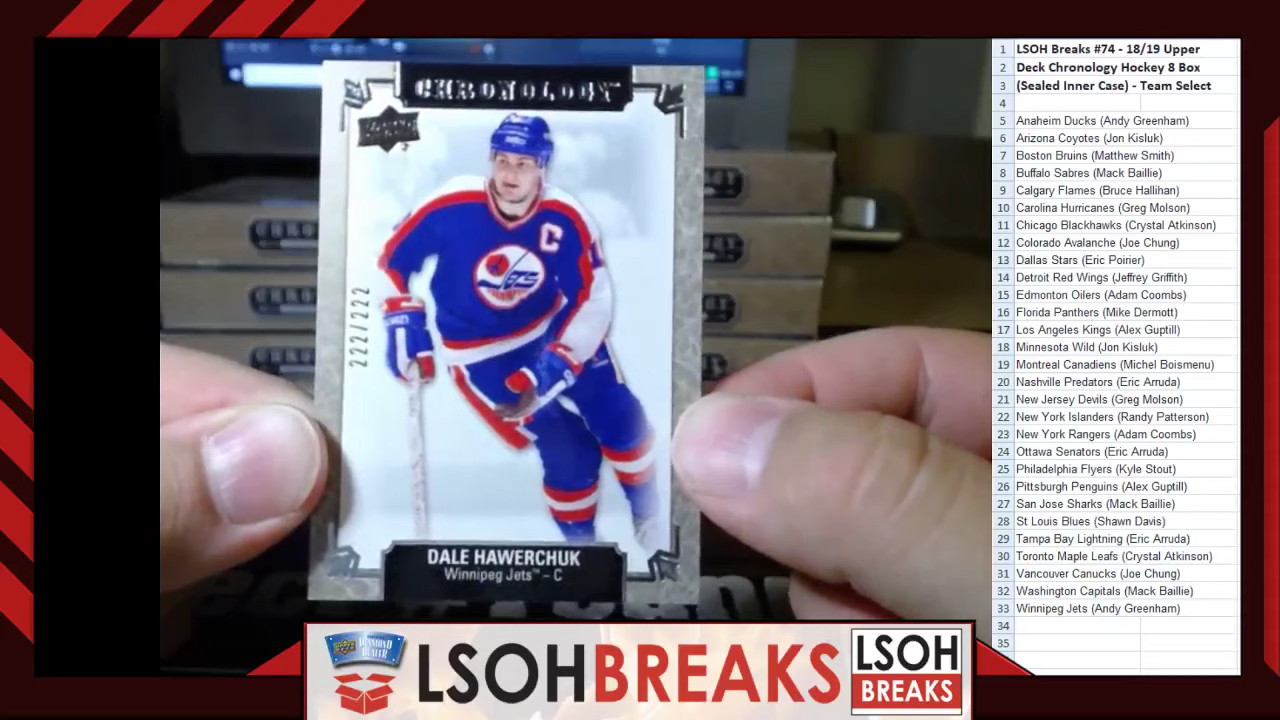 CHRONOLOGY
222/222
C
JETS
DALE HAWERCHUK
Winnipeg Jets™ - C
1 LSOH Breaks #74 - 18/19 Upper
2 Deck Chronology Hockey 8 Box
3 (Sealed Inner Case) - Team Select
4
5 Anaheim Ducks (Andy Greenham)
6 Arizona Coyotes (Jon Kisluk)
7 Boston Bruins (Matthew Smith)
8 Buffalo Sabres (Mack Baillie)
9 Calgary Flames (Bruce Hallihan)
10 Carolina Hurricanes (Greg Molson)
11 Chicago Blackhawks (Crystal Atkinson)
12 Colorado Avalanche (Joe Chung)
13 Dallas Stars (Eric Poirier)
14 Detroit Red Wings (Jeffrey Griffith)
15 Edmonton Oilers (Adam Coombs)
16 Florida Panthers (Mike Dermott)
17 Los Angeles Kings (Alex Guptill)
18 Minnesota Wild (Jon Kisluk)
19 Montreal Canadiens (Michel Boismenu)
20 Nashville Predators (Eric Arruda)
21 New Jersey Devils (Greg Molson)
22 New York Islanders (Randy Patterson)
23 New York Rangers (Adam Coombs)
24 Ottawa Senators (Eric Arruda)
25 Philadelphia Flyers (Kyle Stout)
26 Pittsburgh Penguins (Alex Guptill)
27 San Jose Sharks (Mack Baillie)
28 St Louis Blues (Shawn Davis)
29 Tampa Bay Lightning (Eric Arruda)
30 Toronto Maple Leafs (Crystal Atkinson)
31 Vancouver Canucks (Joe Chung)
32 Washington Capitals (Mack Baillie)
33 Winnipeg Jets (Andy Greenham)
34
35
DIAMOND
DEALER
LSOHBREAKS
LSOH
BREAKS